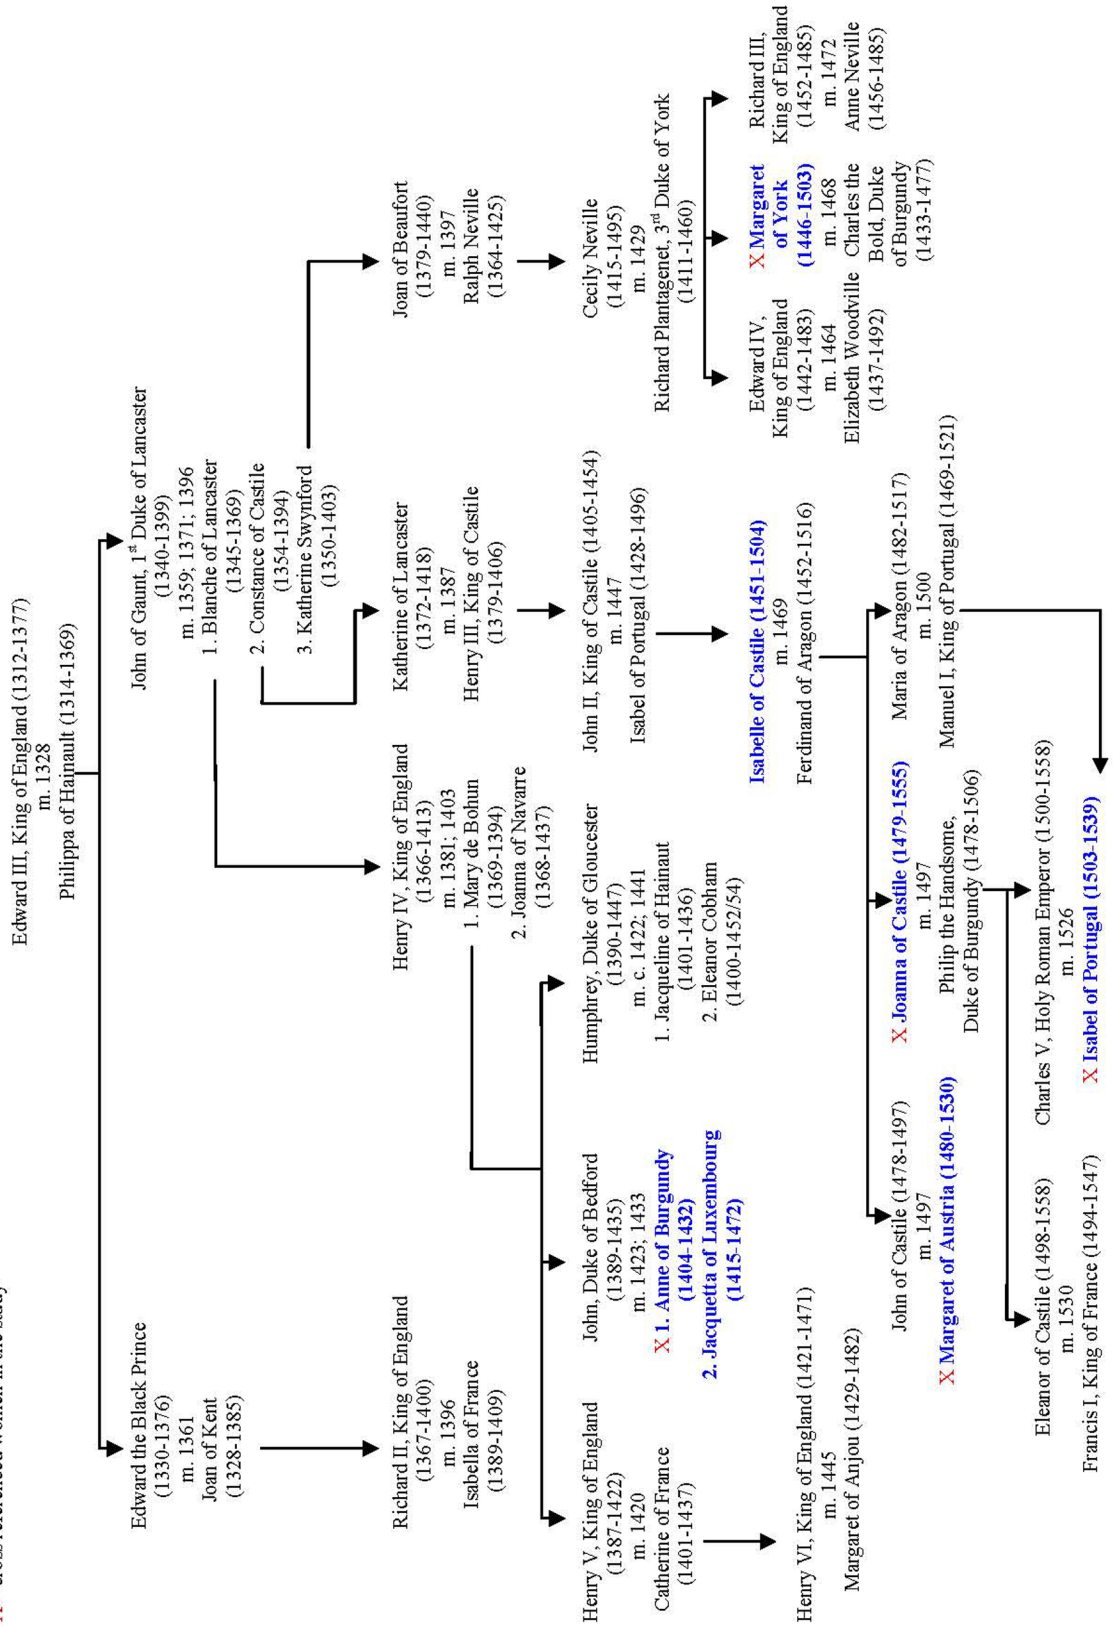 Edward III, King of England (1312-1377)
m. 1328
Philippa of Hainault (1314-1369)
Edward the Black Prince
(1330-1376)
m. 1361
Joan of Kent
(1328-1385)
John of Gaunt, 1st Duke of Lancaster
(1340-1399)
m. 1359; 1371; 1396
1. Blanche of Lancaster
(1345-1369)
2. Constance of Castile
(1354-1394)
3. Katherine Swynford
(1350-1403)
Richard II, King of England
(1367-1400)
m. 1396
Isabella of France
(1389-1409)
Henry IV, King of England
(1366-1413)
m. 1381; 1403
1. Mary de Bohun
(1369-1394)
2. Joanna of Navarre
(1368-1437)
Katherine of Lancaster
(1372-1418)
m. 1387
Henry III, King of Castile
(1379-1406)
Joan of Beaufort
(1379-1440)
m. 1397
Ralph Neville
(1364-1425)
Henry V, King of England
(1387-1422)
m. 1420
Catherine of France
(1401-1437)
John, Duke of Bedford
(1389-1435)
m. 1423; 1433
X 1. Anne of Burgundy
(1404-1432)
2. Jacquetta of Luxembourg
(1415-1472)
Humphrey, Duke of Gloucester
(1390-1447)
m. c. 1422; 1441
1. Jacqueline of Hainaut
(1401-1436)
2. Eleanor Cobham
(1400-1452/54)
John II, King of Castile (1405-1454)
m. 1447
Isabel of Portugal (1428-1496)
Cecily Neville
(1415-1495)
m. 1429
Richard Plantagenet, 3rd Duke of York
(1411-1460)
Henry VI, King of England (1421-1471)
m. 1445
Margaret of Anjou (1429-1482)
Isabelle of Castile (1451-1504)
m. 1469
Ferdinand of Aragon (1452-1516)
Edward IV,
King of England
(1442-1483)
m. 1464
Elizabeth Woodville
(1437-1492)
X Margaret
of York
(1446-1503)
m. 1468
Charles the
Bold, Duke
of Burgundy
(1433-1477)
Richard III,
King of England
(1452-1485)
m. 1472
Anne Neville
(1456-1485)
John of Castile (1478-1497)
m. 1497
X Margaret of Austria (1480-1530)
X Joanna of Castile (1479-1555)
m. 1497
Philip the Handsome,
Duke of Burgundy (1478-1506)
Maria of Aragon (1482-1517)
m. 1500
Manuel I, King of Portugal (1469-1521)
Eleanor of Castile (1498-1558)
m. 1530
Francis I, King of France (1494-1547)
Charles V, Holy Roman Emperor (1500-1558)
m. 1526
X Isabel of Portugal (1503-1539)